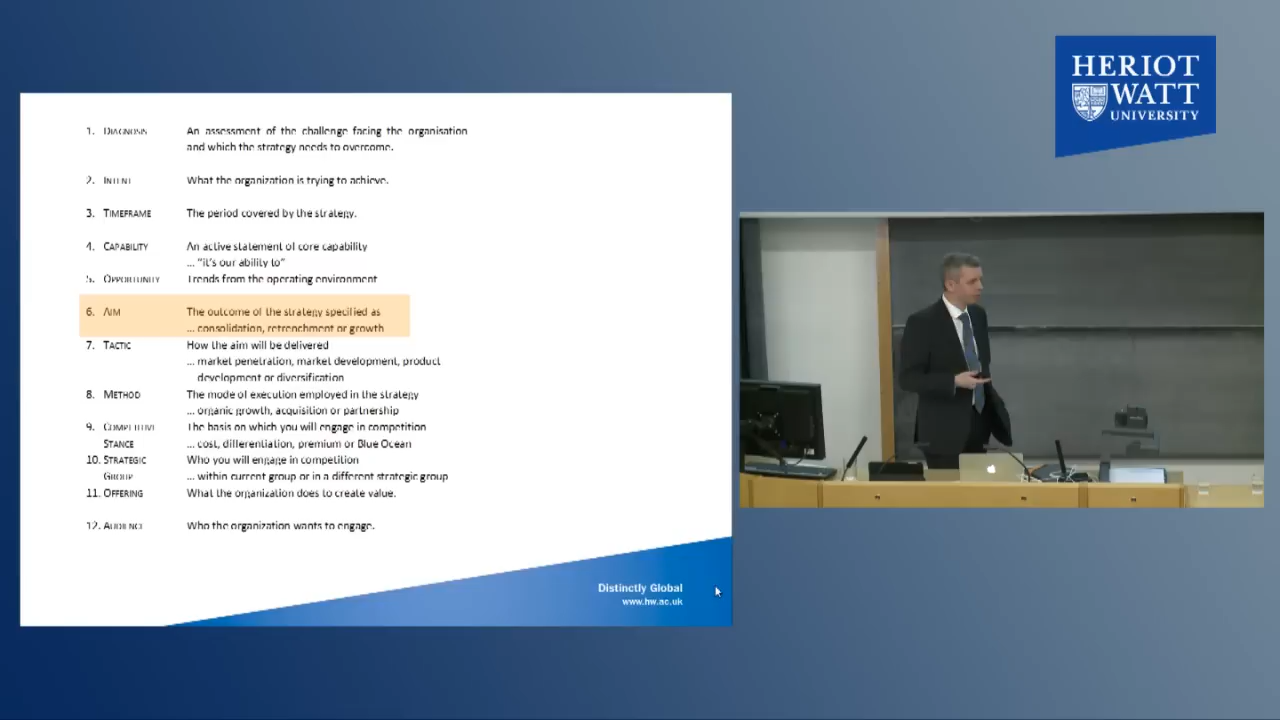 HERIOT
WATT
UNIVERSITY
1. DIAGNOSIS An assessment of the challenge facing the organisation
and which the strategy needs to overcome.
2. INTENT What the organization is trying to achieve.
3. TIMEFRAME The period covered by the strategy.
4. CAPABILITY An active statement of core capability
... "it's our ability to"
5. OPPORTUNITY Trends from the operating environment
6. AIM The outcome of the strategy specified as
... consolidation, retrenchment or growth
7. TACTIC How the aim will be delivered
... market penetration, market development, product
development or diversification
8. METHOD The mode of execution employed in the strategy
... organic growth, acquisition or partnership
9. COMPETITIVE The basis on which you will engage in competition
STANCE ... cost, differentiation, premium or Blue Ocean
10. STRATEGIC Who you will engage in competition
GROUP ... within current group or in a different strategic group
11. OFFERING What the organization does to create value.
12. AUDIENCE Who the organization wants to engage.
Distinctly Global
www.hw.ac.uk